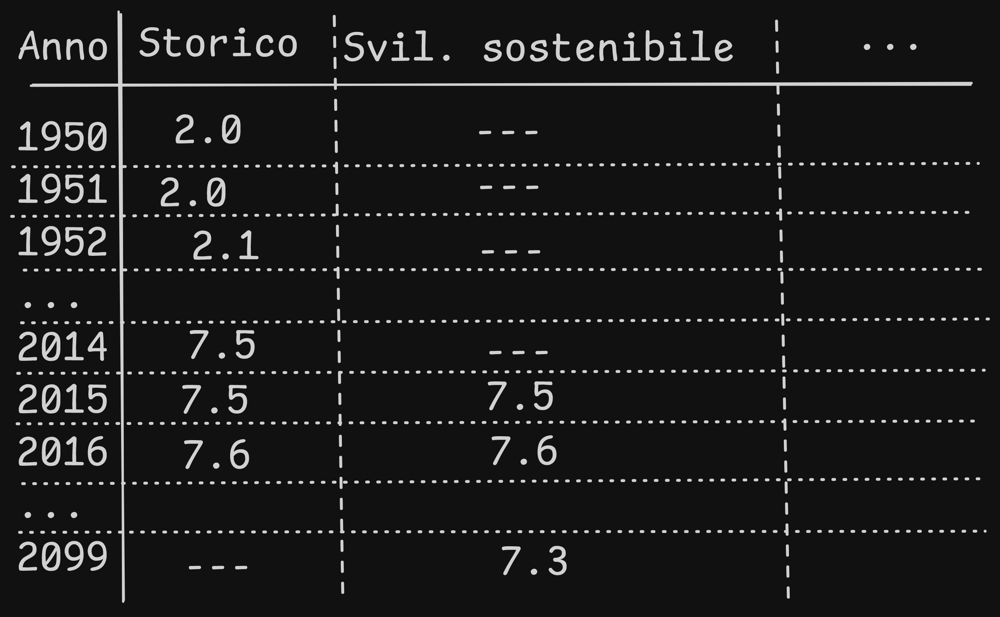 Anno Storico Svil. sostenibile ...
1950 2.0 ---
1951 2.0 ---
1952 2.1 ---
...
2014 7.5 ---
2015 7.5 7.5
2016 7.6 7.6
...
2099 --- 7.3